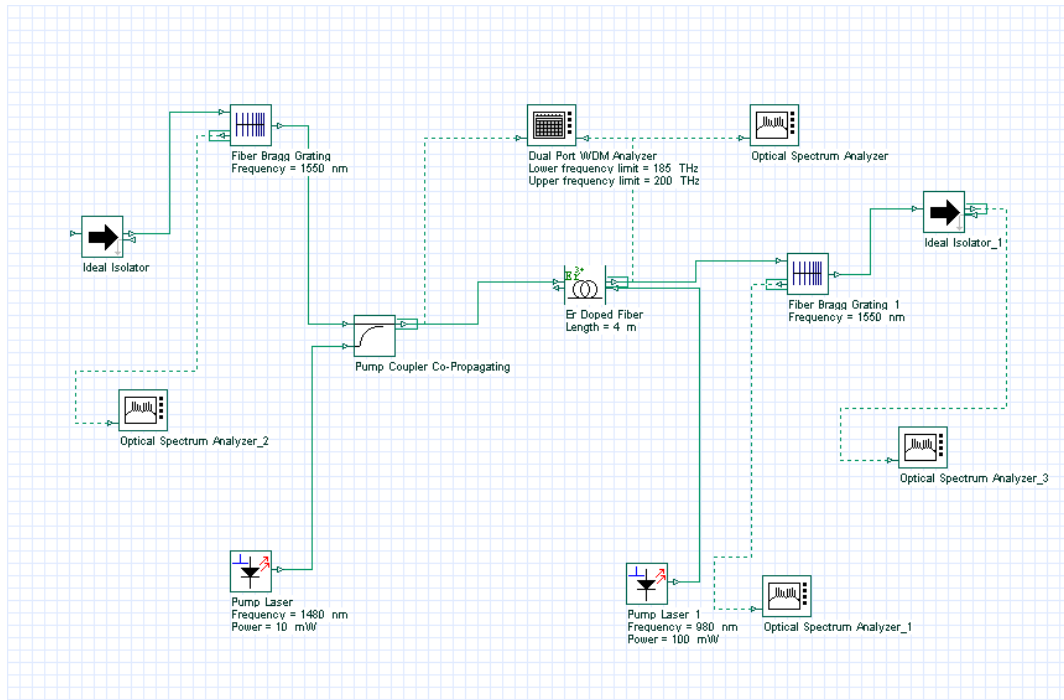 Fiber Bragg Grating
Frequency = 1550 nm
Dual Port WDM Analyzer
Lower frequency limit = 185 THz
Upper frequency limit = 200 THz
Optical Spectrum Analyzer
Ideal Isolator
Ideal Isolator_1
Er Doped Fiber
Length = 4 m
Fiber Bragg Grating 1
Frequency = 1550 nm
Pump Coupler Co-Propagating
Optical Spectrum Analyzer_2
Optical Spectrum Analyzer_3
Pump Laser
Frequency = 1480 nm
Power = 10 mW
Pump Laser 1
Frequency = 980 nm
Power = 100 mW
Optical Spectrum Analyzer_1